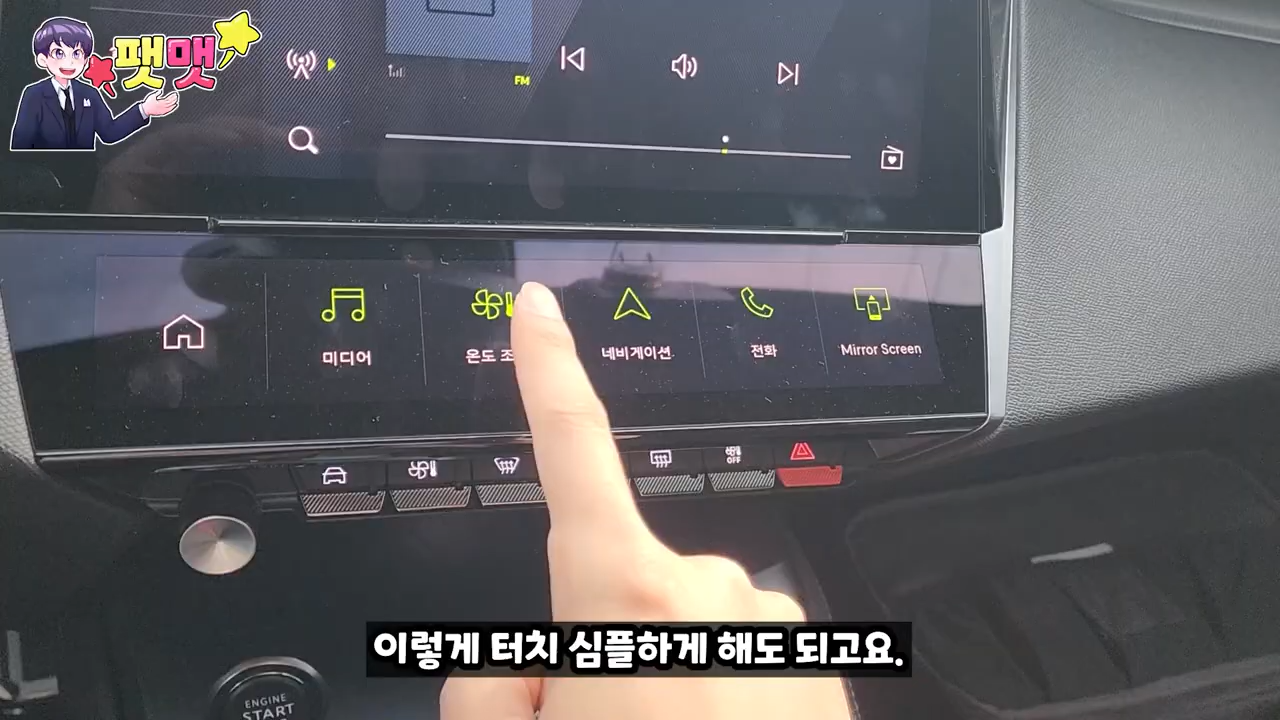 팻맷
FM
미디어
온도 조
네비게이션
전화
Mirror Screen
OFF
이렇게 터치 심플하게 해도 되고요.
ENGINE
START